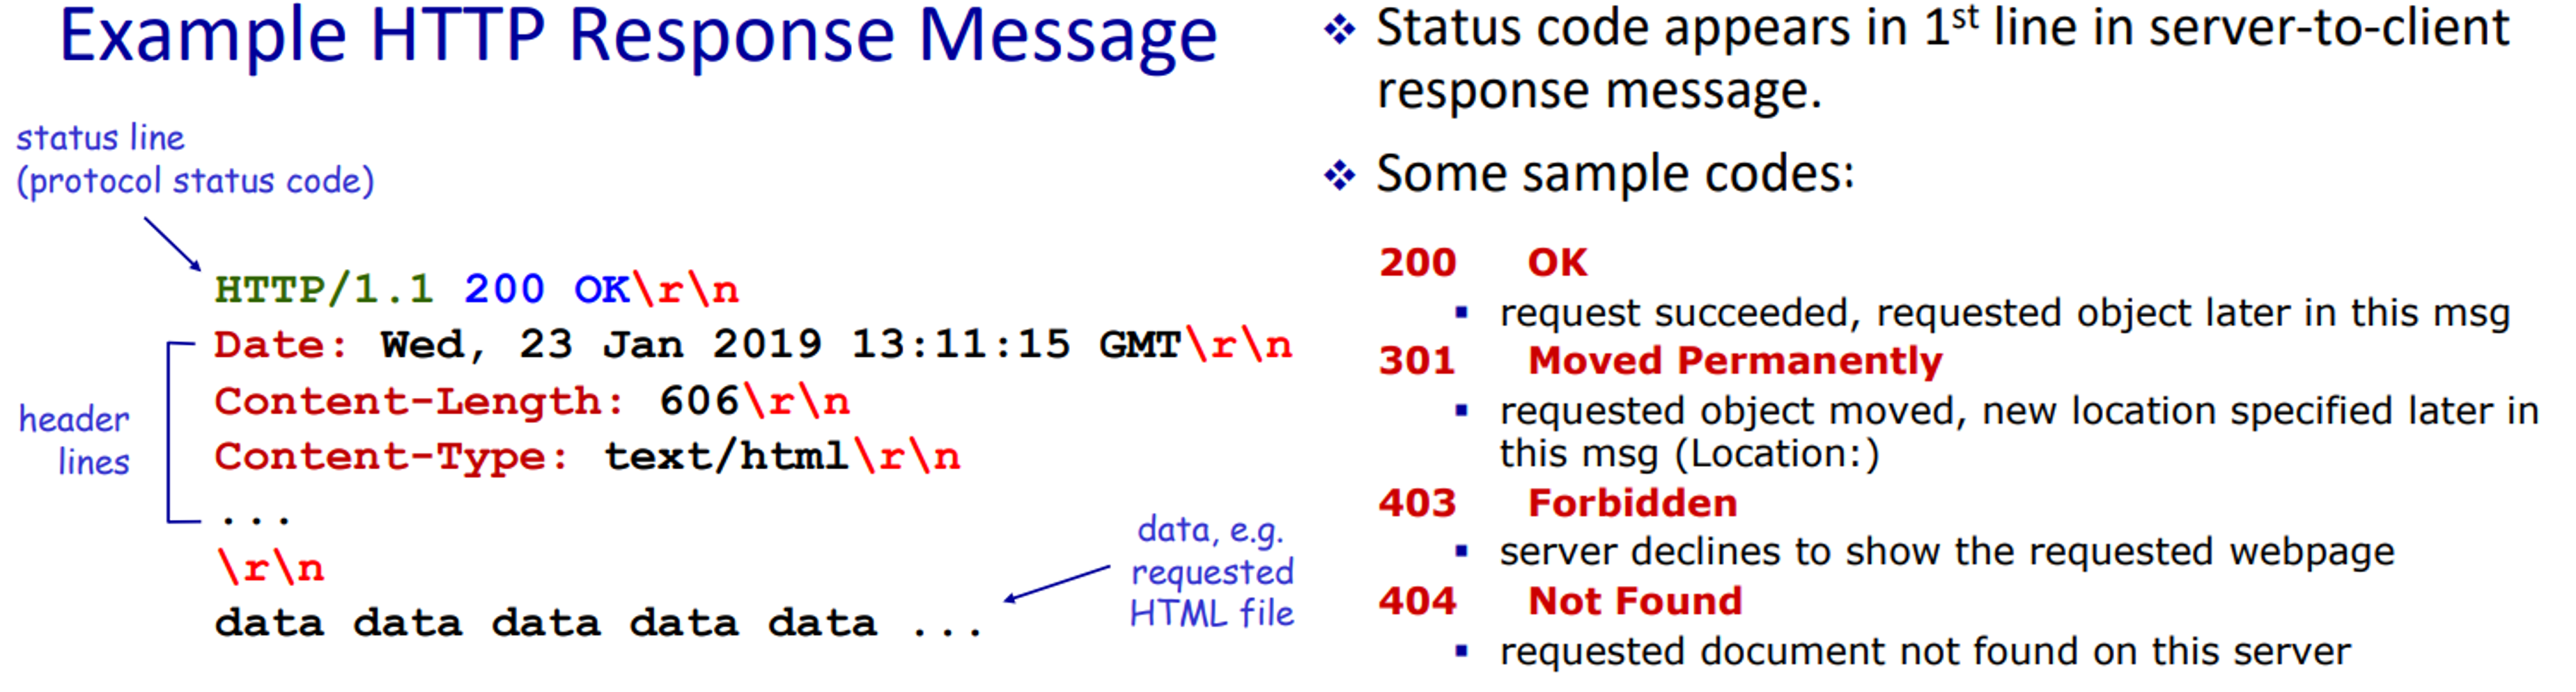 Example HTTP Response Message
status line
(protocol status code)
HTTP/1.1 200 OK\r\n
Date: Wed, 23 Jan 2019 13:11:15 GMT\r\n
Content-Length: 606\r\n
Content-Type: text/html\r\n
...
\r\n
data data data data data ...
header
lines
data, e.g.
requested
HTML file
❖ Status code appears in 1st line in server-to-client
response message.
❖ Some sample codes:
200 OK
▪ request succeeded, requested object later in this msg
301 Moved Permanently
▪ requested object moved, new location specified later in
this msg (Location:)
403 Forbidden
▪ server declines to show the requested webpage
404 Not Found
▪ requested document not found on this server